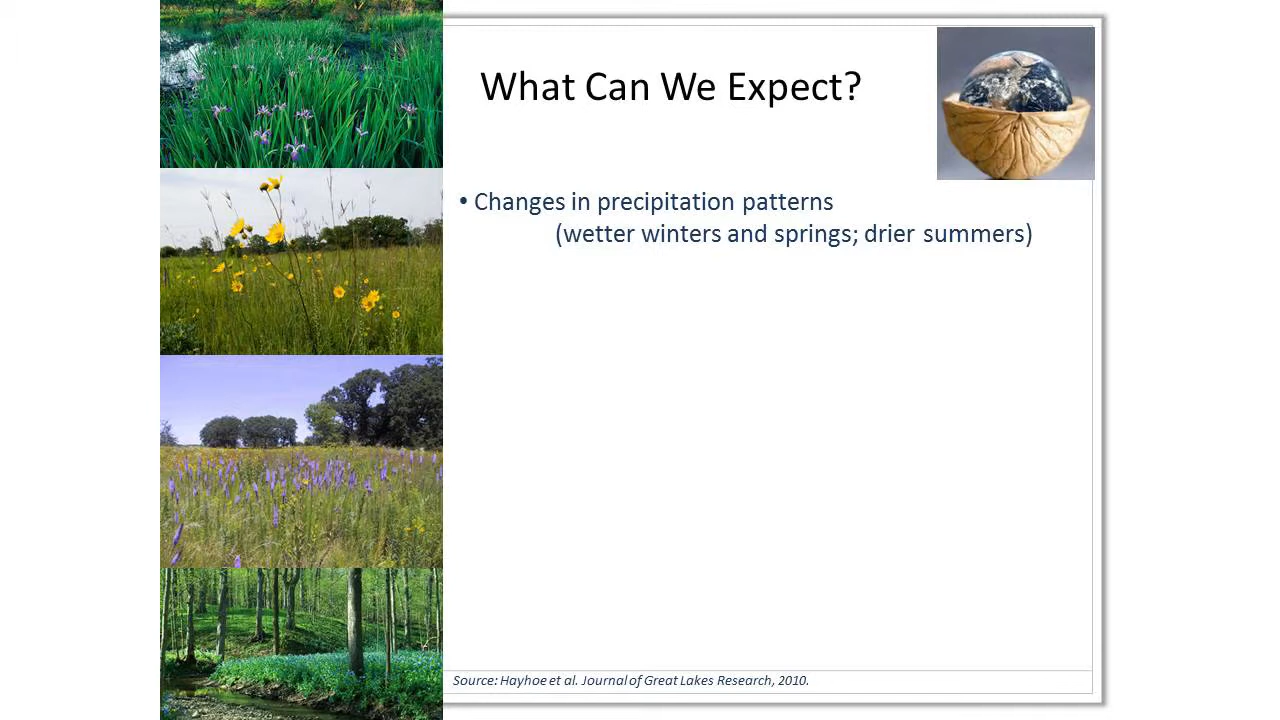 What Can We Expect?
• Changes in precipitation patterns
(wetter winters and springs; drier summers)
Source: Hayhoe et al. Journal of Great Lakes Research, 2010.